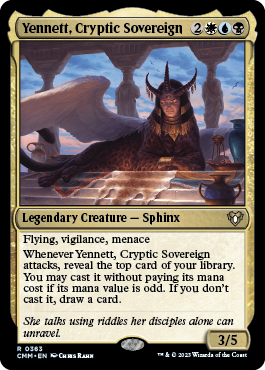 Yennett, Cryptic Sovereign 2
Legendary Creature — Sphinx
Flying, vigilance, menace
Whenever Yennett, Cryptic Sovereign
attacks, reveal the top card of your library.
You may cast it without paying its mana
cost if its mana value is odd. If you don't
cast it, draw a card.
She talks using riddles her disciples alone can
unravel.
3/5
R 0363
CMM • EN Chris Rahn
™ & © 2023 Wizards of the Coast